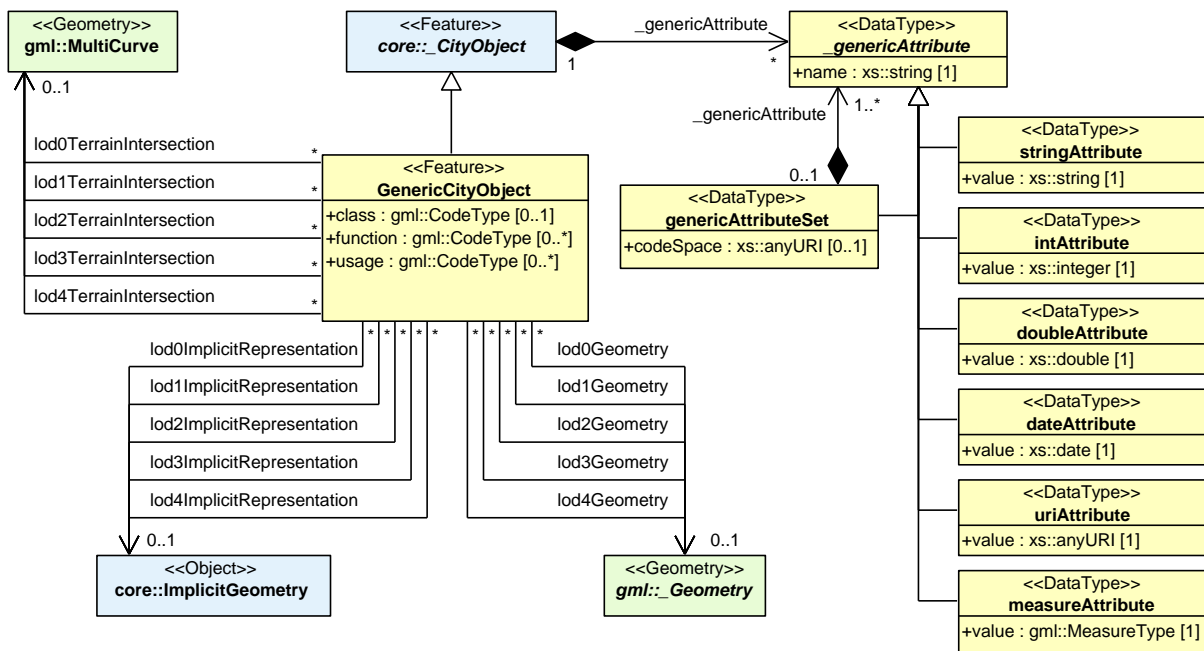 <<Geometry>>
gml::MultiCurve
<<Feature>>
core::_CityObject
_genericAttribute
1
*
<<DataType>>
_genericAttribute
+name : xs::string [1]
0..1
_genericAttribute
1..*
0..1
<<DataType>>
stringAttribute
+value : xs::string [1]
lod0TerrainIntersection
*
lod1TerrainIntersection
*
lod2TerrainIntersection
*
lod3TerrainIntersection
*
lod4TerrainIntersection
*
<<Feature>>
GenericCityObject
+class : gml::CodeType [0..1]
+function : gml::CodeType [0..*]
+usage : gml::CodeType [0..*]
<<DataType>>
genericAttributeSet
+codeSpace : xs::anyURI [0..1]
<<DataType>>
intAttribute
+value : xs::integer [1]
<<DataType>>
doubleAttribute
+value : xs::double [1]
* * * * *
* * * * *
lod0ImplicitRepresentation
lod1ImplicitRepresentation
lod2ImplicitRepresentation
lod3ImplicitRepresentation
lod4ImplicitRepresentation
lod0Geometry
lod1Geometry
lod2Geometry
lod3Geometry
lod4Geometry
<<DataType>>
dateAttribute
+value : xs::date [1]
<<DataType>>
uriAttribute
+value : xs::anyURI [1]
0..1
<<Object>>
core::ImplicitGeometry
0..1
<<Geometry>>
gml::_Geometry
<<DataType>>
measureAttribute
+value : gml::MeasureType [1]